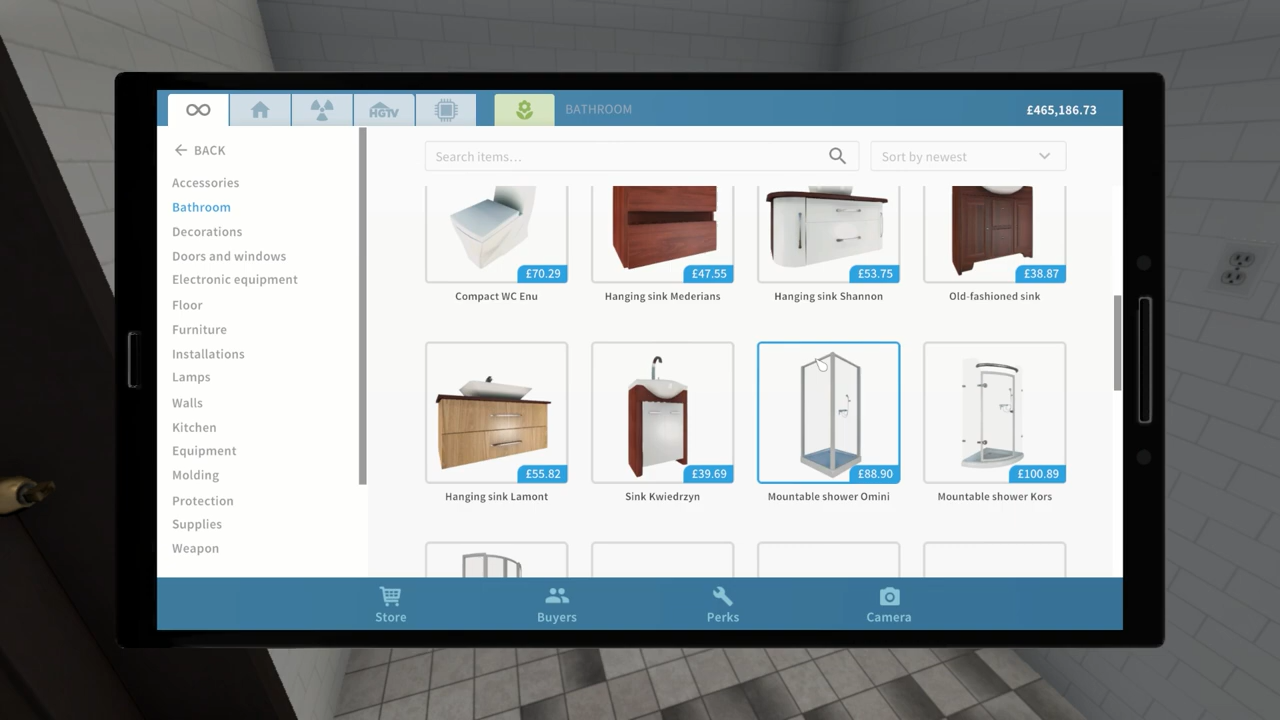 HGTV
BATHROOM
£465,186.73
BACK
Search items...
Sort by newest
Accessories
Bathroom
Decorations
Doors and windows
Electronic equipment
Floor
Furniture
Installations
Lamps
Walls
Kitchen
Equipment
Molding
Protection
Supplies
Weapon
£70.29
£47.55
£53.75
£38.87
Compact WC Enu
Hanging sink Mederians
Hanging sink Shannon
Old-fashioned sink
£55.82
£39.69
£88.90
£100.89
Hanging sink Lamont
Sink Kwiedrzyn
Mountable shower Omini
Mountable shower Kors
Store
Buyers
Perks
Camera